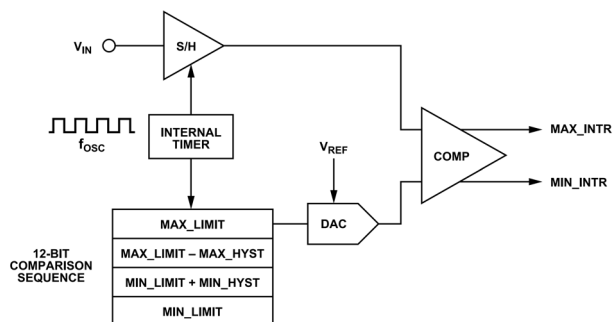 V_IN
S/H
f_OSC
INTERNAL
TIMER
V_REF
COMP
MAX_INTR
MIN_INTR
12-BIT
COMPARISON
SEQUENCE
MAX_LIMIT
MAX_LIMIT – MAX_HYST
MIN_LIMIT + MIN_HYST
MIN_LIMIT
DAC